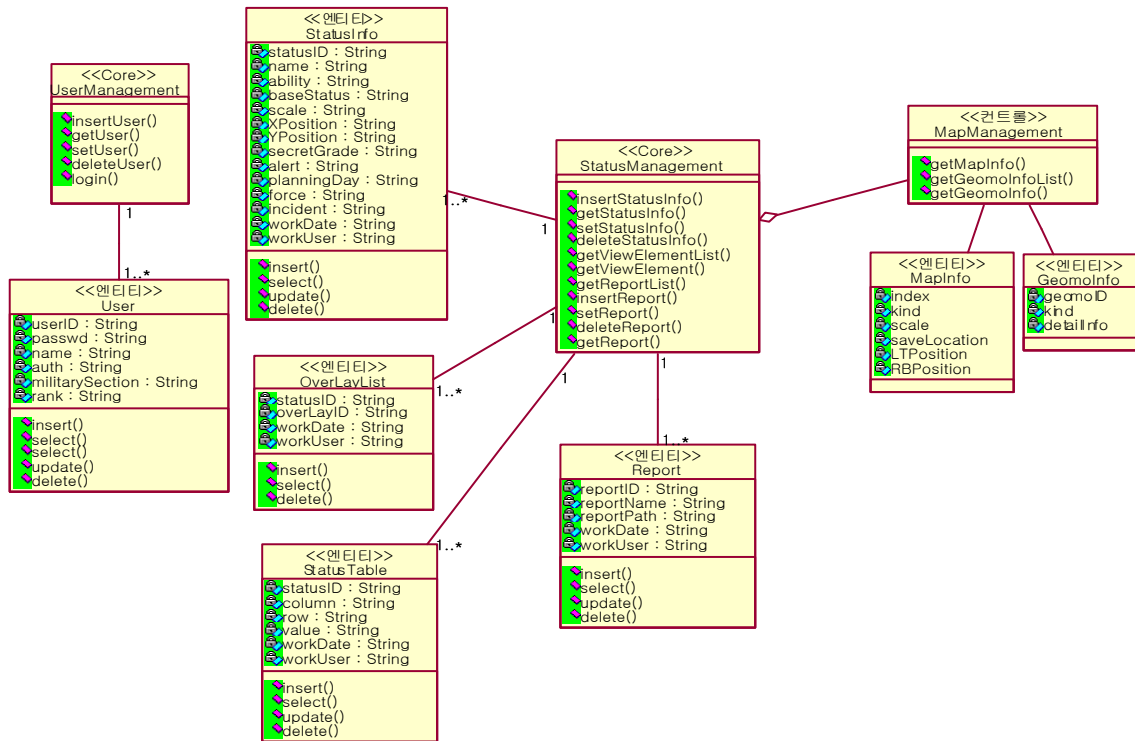 <<Core>>
UserManagement
insertUser()
getUser()
setUser()
deleteUser()
login()
1
1..*
<<엔티티>>
User
userID : String
passwd : String
name : String
auth : String
militarySection : String
rank : String
insert()
select()
select()
update()
delete()
<<엔티티>>
StatusInfo
statusID : String
name : String
ability : String
baseStatus : String
scale : String
XPosition : String
YPosition : String
secretGrade : String
alert : String
planningDay : String
force : String
incident : String
workDate : String
workUser : String
insert()
select()
update()
delete()
1..*
1
<<엔티티>>
OverLayList
statusID : String
overLayID : String
workDate : String
workUser : String
insert()
select()
delete()
1..*
1
<<엔티티>>
StatusTable
statusID : String
column : String
row : String
value : String
workDate : String
workUser : String
insert()
select()
update()
delete()
1..*
1
<<Core>>
StatusManagement
insertStatusInfo()
getStatusInfo()
setStatusInfo()
deleteStatusInfo()
getViewElementList()
getViewElement()
getReportList()
insertReport()
setReport()
deleteReport()
getReport()
1
1..*
<<엔티티>>
Report
reportID : String
reportName : String
reportPath : String
workDate : String
workUser : String
insert()
select()
update()
delete()
<<컨트롤>>
MapManagement
getMapInfo()
getGeomoInfoList()
getGeomoInfo()
<<엔티티>>
MapInfo
index
kind
scale
saveLocation
LTPosition
RBPosition
<<엔티티>>
GeomoInfo
geomoID
kind
detailInfo